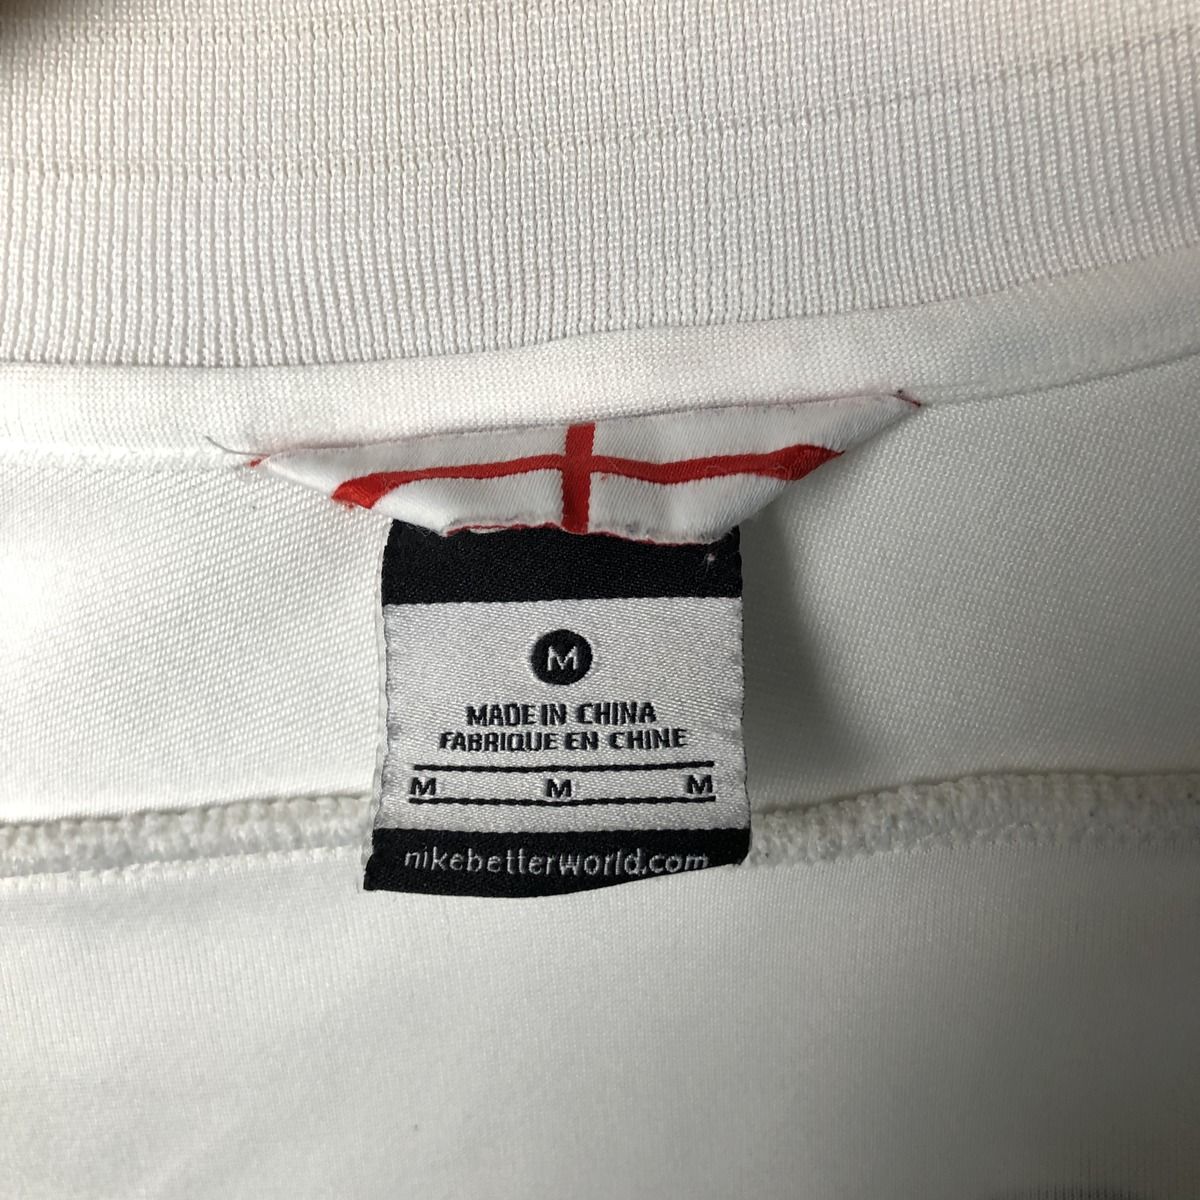 M
MADE IN CHINA
FABRIQUE EN CHINE
M M M
nikebetterworld.com